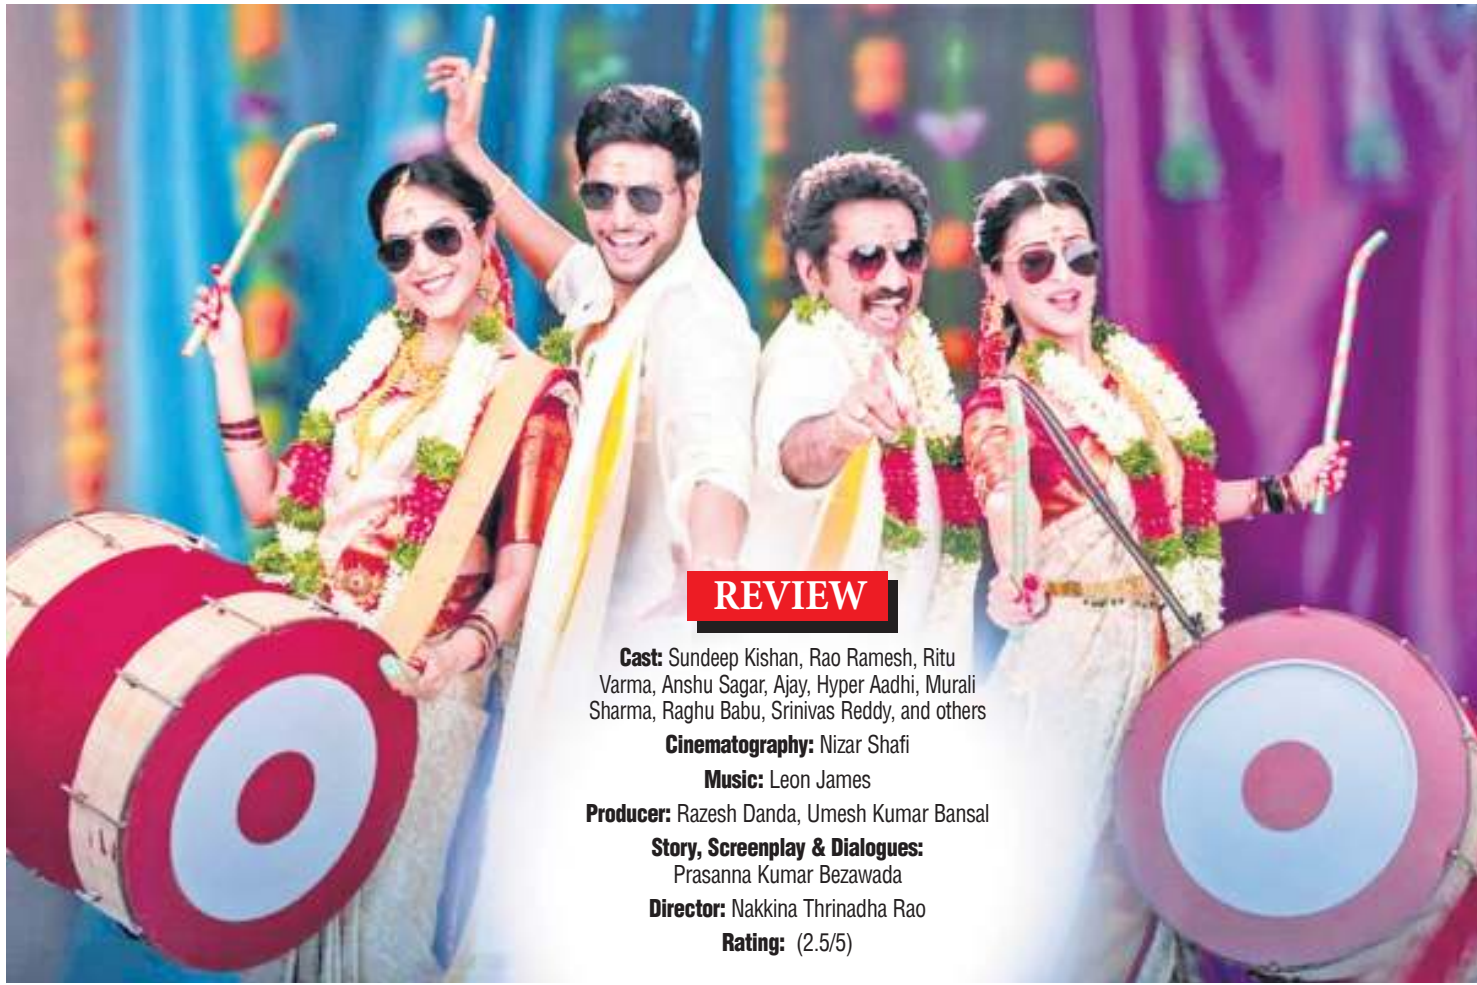 REVIEW
Cast: Sundeep Kishan, Rao Ramesh, Ritu
Varma, Anshu Sagar, Ajay, Hyper Aadhi, Murali
Sharma, Raghu Babu, Srinivas Reddy, and others
Cinematography: Nizar Shafi
Music: Leon James
Producer: Razesh Danda, Umesh Kumar Bansal
Story, Screenplay & Dialogues:
Prasanna Kumar Bezawada
Director: Nakkina Thrinadha Rao
Rating: (2.5/5)